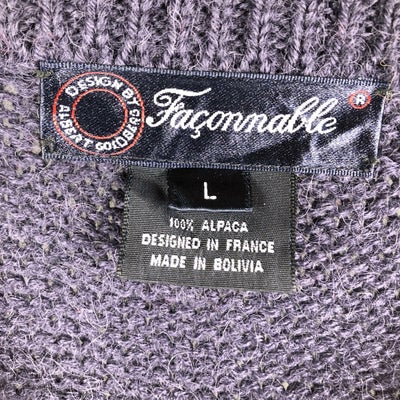 DESIGN BY
ALBERT GOLDBERG
Façonnable
®
L
100% ALPACA
DESIGNED IN FRANCE
MADE IN BOLIVIA